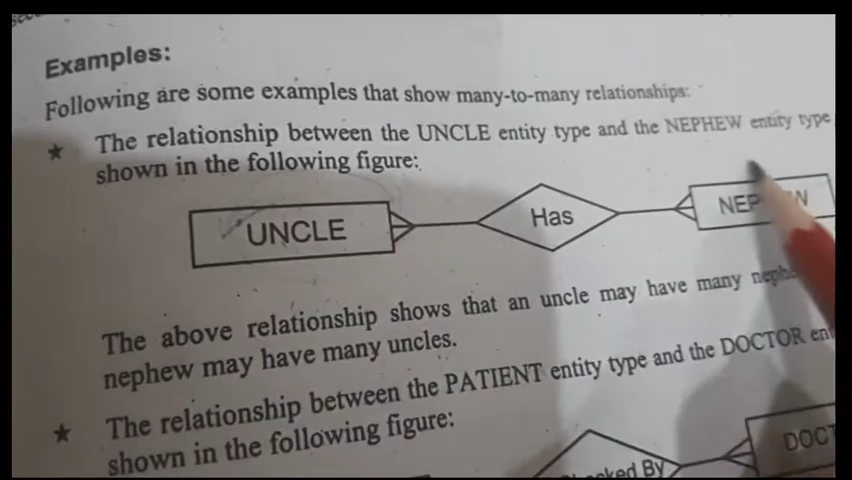 Examples:
Following are some examples that show many-to-many relationships:
★ The relationship between the UNCLE entity type and the NEPHEW entity type
shown in the following figure:
UNCLE Has
The above relationship shows that an uncle may have many
nephew may have many uncles.
★ The relationship between the PATIENT entity type and the DOCTOR
shown in the following figure:
By